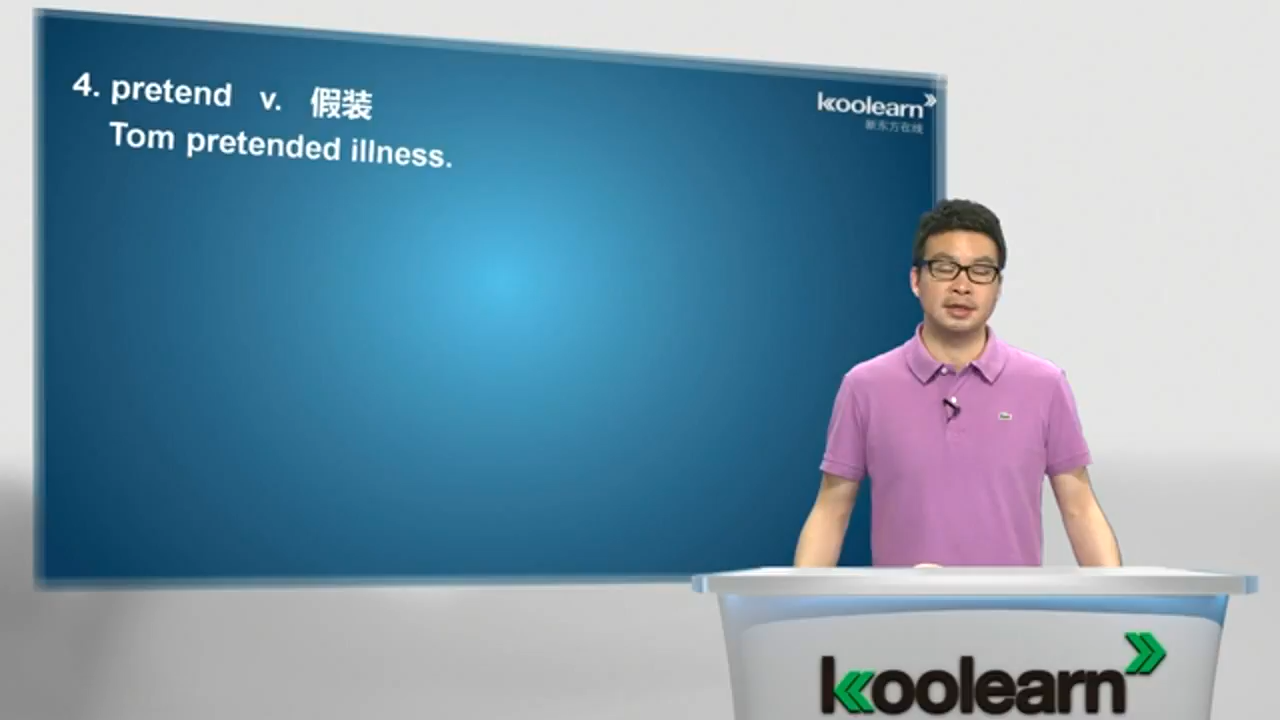 4. pretend v. 假装
Tom pretended illness.
koolearn
新东方在线
koolearn